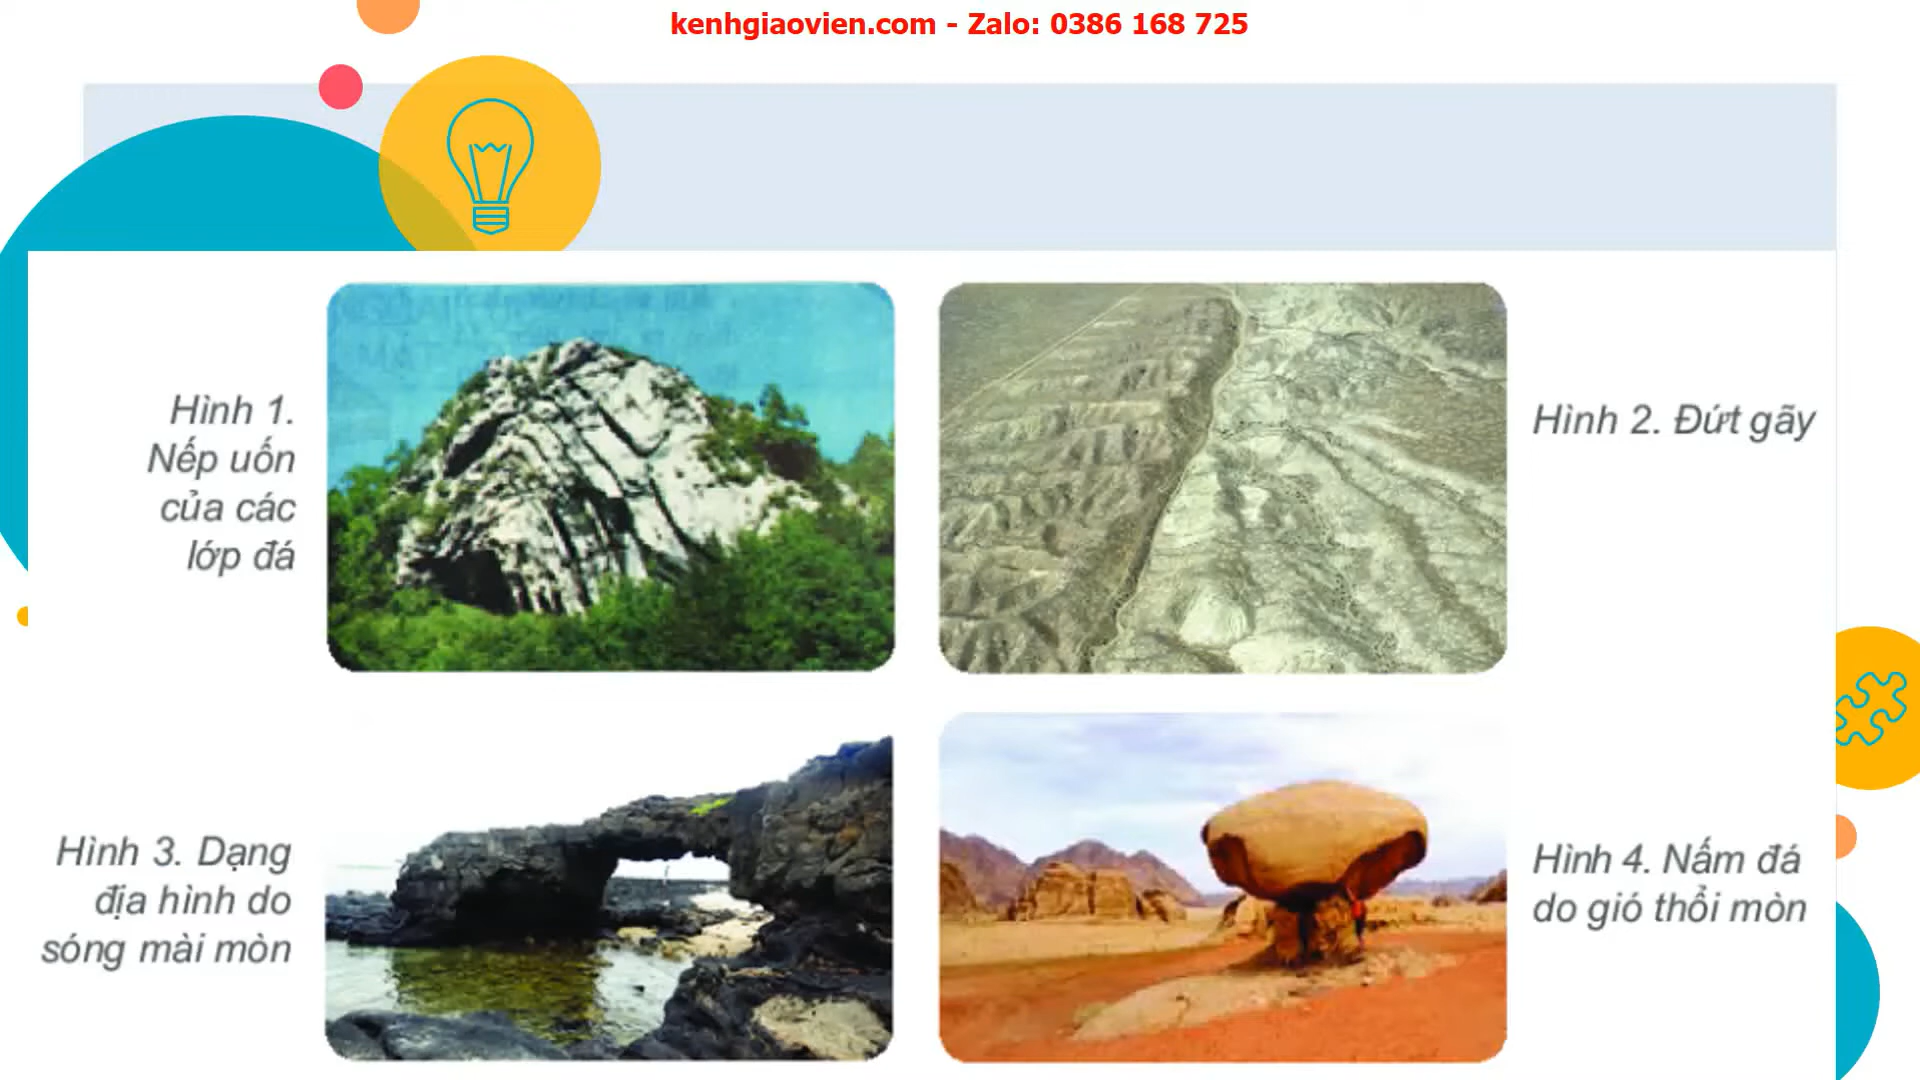 kenhgiaovien.com - Zalo: 0386 168 725
Hình 1.
Nếp uốn
của các
lớp đá
Hình 2. Đứt gãy
Hình 3. Dạng
địa hình do
sóng mài mòn
Hình 4. Nấm đá
do gió thổi mòn